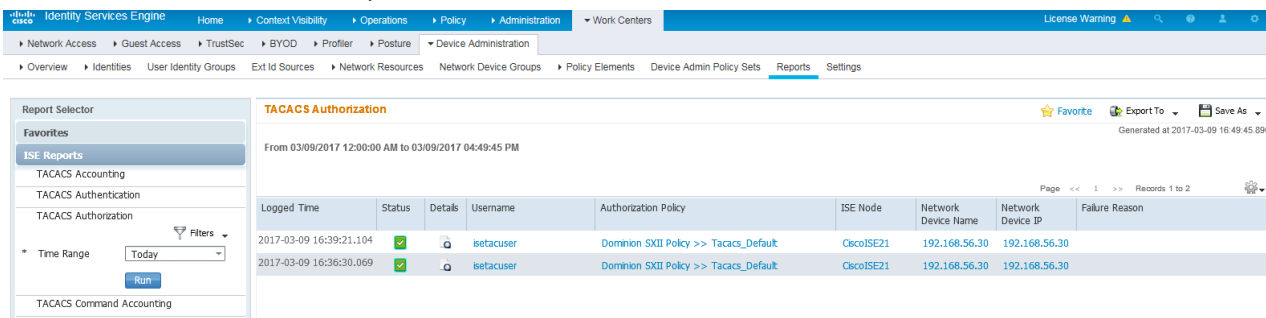 cisco Identity Services Engine Home Context Visibility Operations Policy Administration Work Centers License Warning
Network Access Guest Access TrustSec BYOD Profiler Posture Device Administration
Overview Identities User Identity Groups Ext Id Sources Network Resources Network Device Groups Policy Elements Device Admin Policy Sets Reports Settings
Report Selector
Favorites
ISE Reports
TACACS Accounting
TACACS Authentication
TACACS Authorization
Filters
* Time Range Today
Run
TACACS Command Accounting
TACACS Authorization Favorite Export To Save As
Generated at 2017-03-09 16:49:45.89
From 03/09/2017 12:00:00 AM to 03/09/2017 04:49:45 PM
Page << 1 >> Records 1 to 2
Logged Time Status Details Username Authorization Policy ISE Node Network Device Name Network Device IP Failure Reason
2017-03-09 16:39:21.104 isetacuser Dominion SXII Policy >> Tacacs_Default CiscoISE21 192.168.56.30 192.168.56.30
2017-03-09 16:36:30.069 isetacuser Dominion SXII Policy >> Tacacs_Default CiscoISE21 192.168.56.30 192.168.56.30